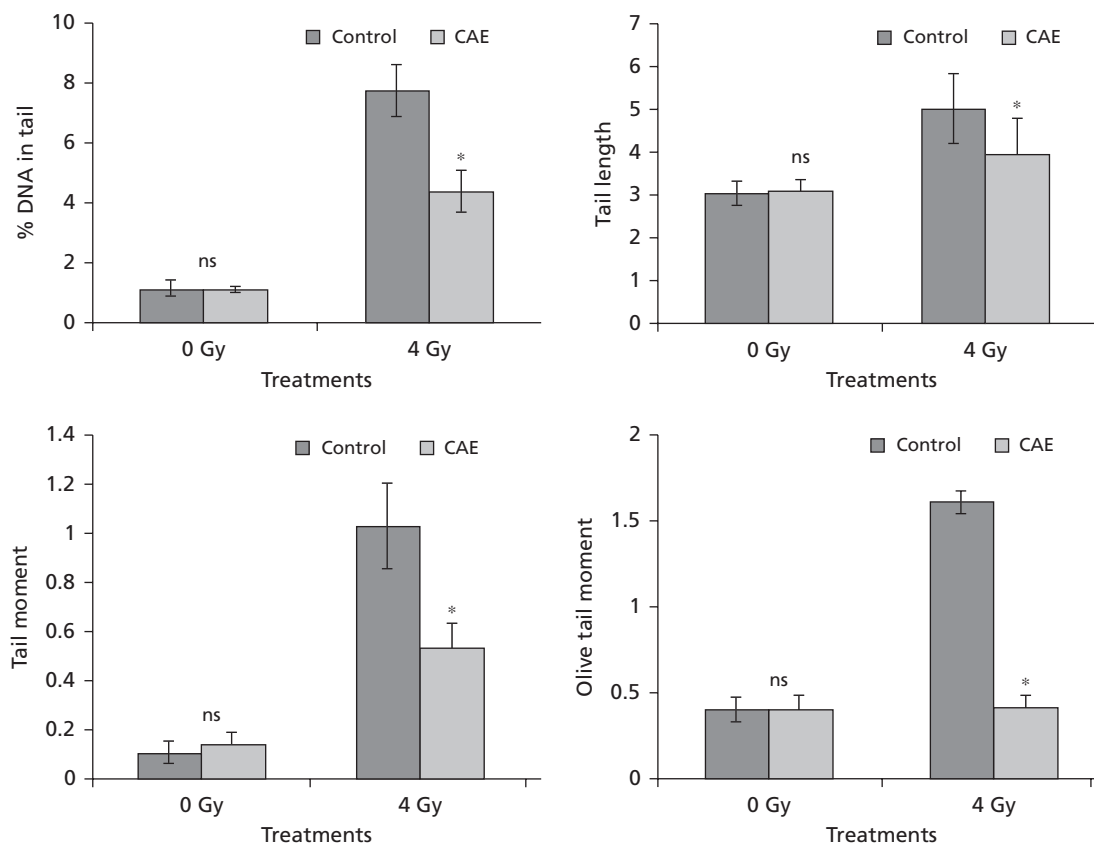 % DNA in tail
10
8
6
4
2
0
Control CAE
ns
*
0 Gy 4 Gy
Treatments
Tail length
7
6
5
4
3
2
1
0
Control CAE
ns
*
0 Gy 4 Gy
Treatments
Tail moment
1.4
1.2
1
0.8
0.6
0.4
0.2
0
Control CAE
ns
*
0 Gy 4 Gy
Treatments
Olive tail moment
2
1.5
1
0.5
0
Control CAE
ns
*
0 Gy 4 Gy
Treatments